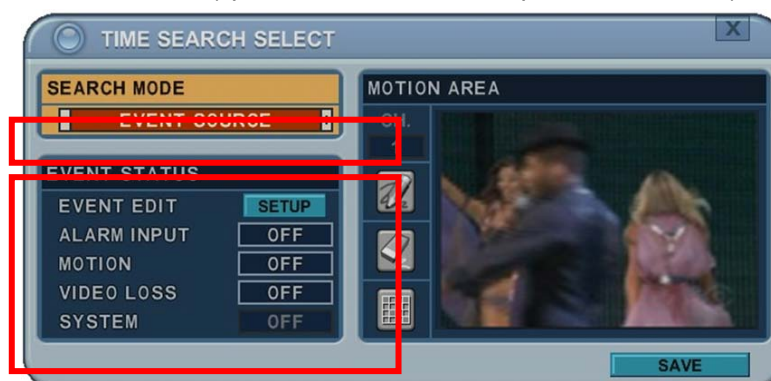 TIME SEARCH SELECT
X
SEARCH MODE
EVENT SOURCE
EVENT STATUS
EVENT EDIT SETUP
ALARM INPUT OFF
MOTION OFF
VIDEO LOSS OFF
SYSTEM OFF
MOTION AREA
CH.
SAVE